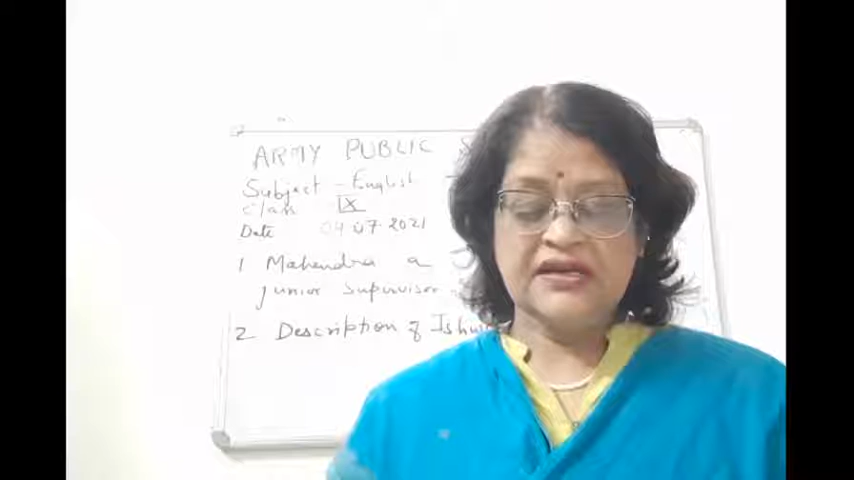 ARMY PUBLIC
Subject - English
Class IX
Date 04.07.2021
1 Mahendra a
junior supervisor
2 Description of